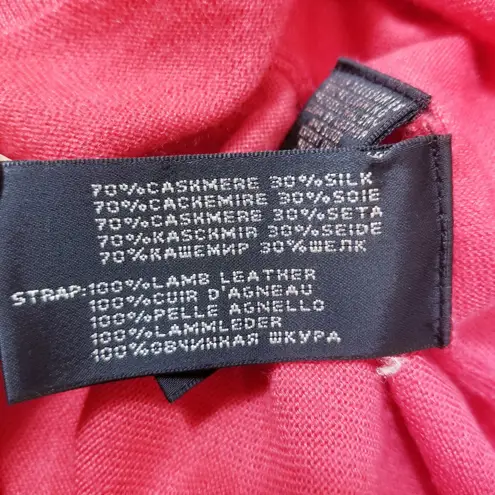 70%CASHMERE 30%SILK
70%CACHEMIRE 30%SOIE
70%CASHMERE 30%SETA
70%KASCHMIR 30%SEIDE
70%КАШЕМИР 30%ШЕЛК
STRAP:100%LAMB LEATHER
100%CUIR D'AGNEAU
100%PELLE AGNELLO
100%LAMMLEDER
100%ОВЧИННАЯ ШКУРА